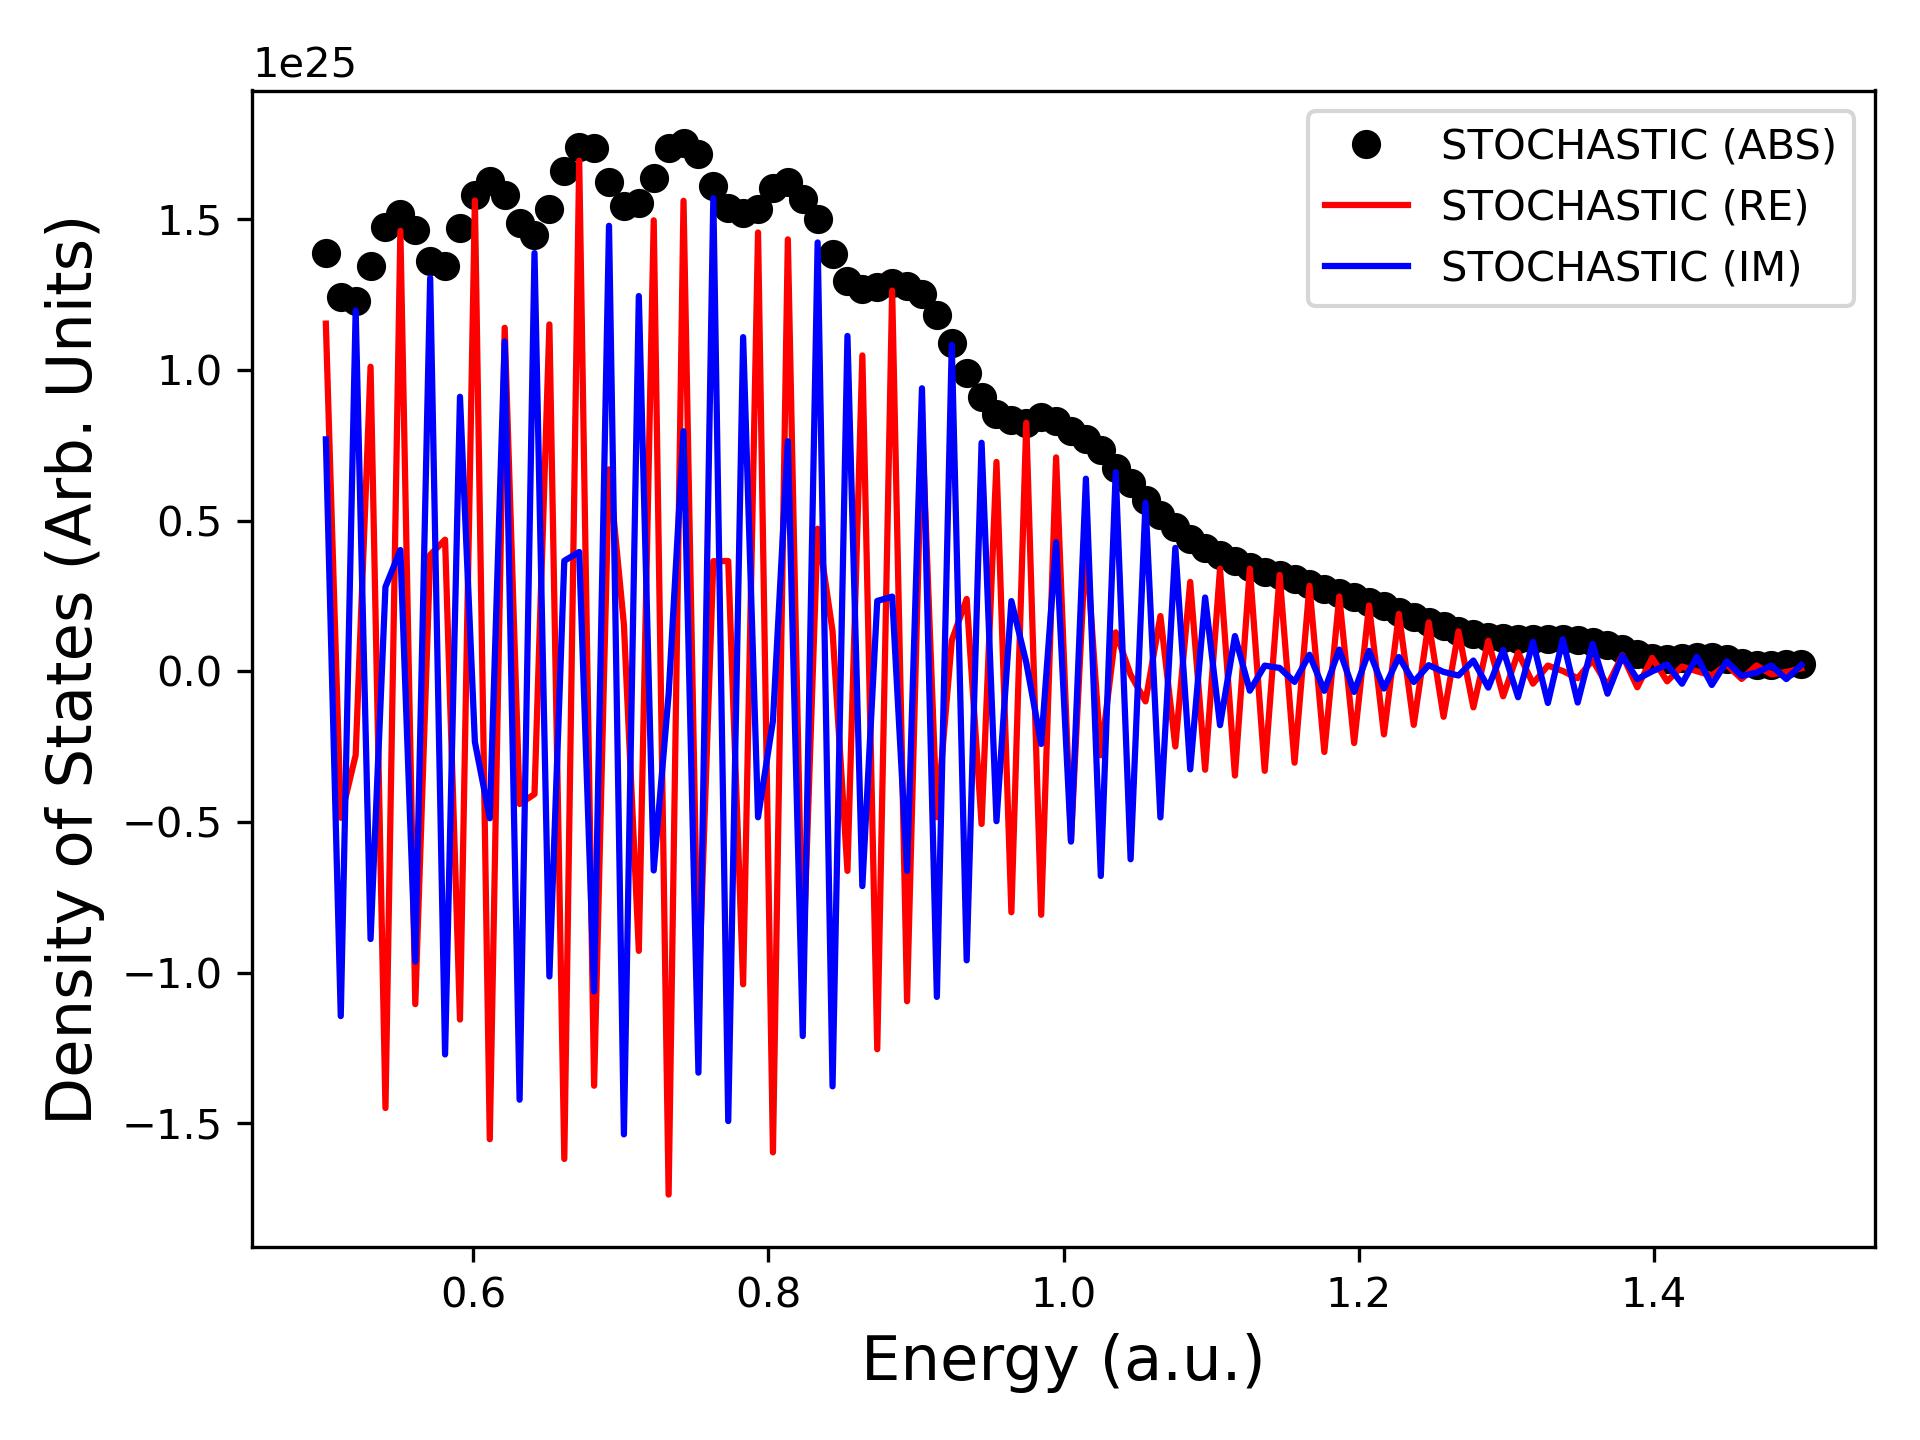 1e25
STOCHASTIC (ABS)
STOCHASTIC (RE)
STOCHASTIC (IM)
Density of States (Arb. Units)
1.5
1.0
0.5
0.0
−0.5
−1.0
−1.5
0.6 0.8 1.0 1.2 1.4
Energy (a.u.)